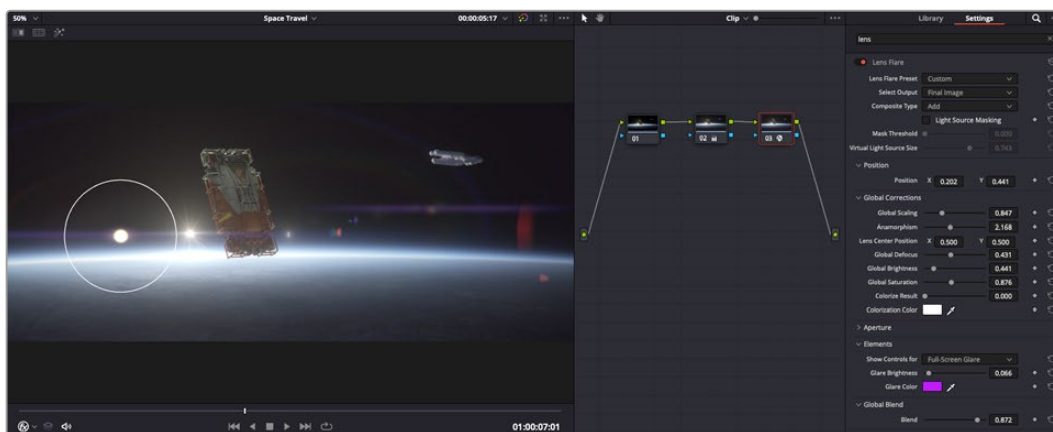 50%
Space Travel
00:00:05:17
Clip
Library
Settings
lens
Lens Flare
Lens Flare Preset Custom
Select Output Final Image
Composite Type Add
Light Source Masking
Mask Threshold 0.000
Virtual Light Source Size 0.743
Position
Position X 0.202 Y 0.441
Global Corrections
Global Scaling 0.847
Anamorphism 2.168
Lens Center Position X 0.500 Y 0.500
Global Defocus 0.431
Global Brightness 0.441
Global Saturation 0.876
Colorize Result 0.000
Colorization Color
Aperture
Elements
Show Controls for Full-Screen Glare
Glare Brightness 0.066
Glare Color
Global Blend
Blend 0.872
01
02
03
01:00:07:01